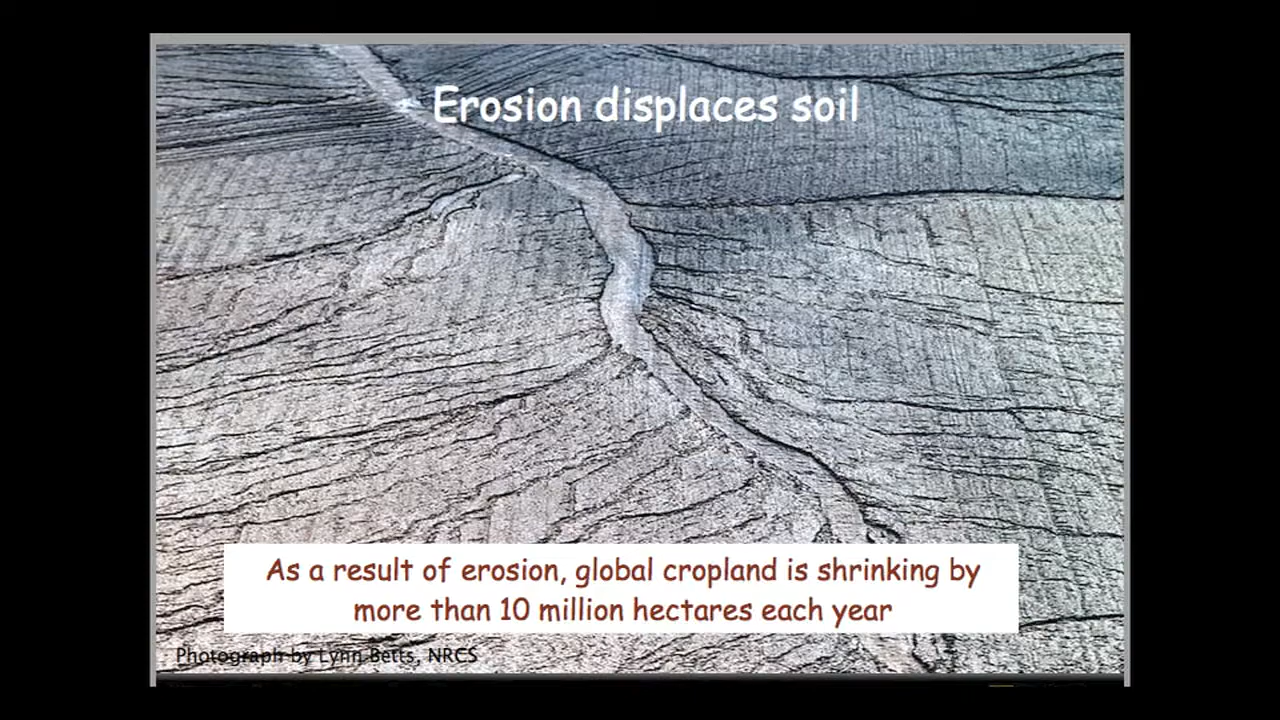 Erosion displaces soil
As a result of erosion, global cropland is shrinking by
more than 10 million hectares each year
Photograph by Lynn Betts, NRCS